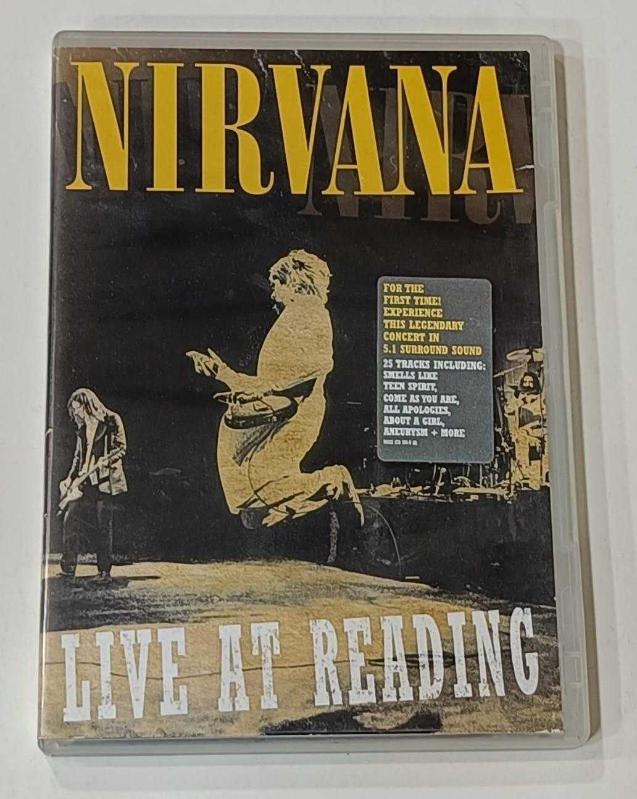 NIRVANA
FOR THE
FIRST TIME!
EXPERIENCE
THIS LEGENDARY
CONCERT IN
5.1 SURROUND SOUND
25 TRACKS INCLUDING:
SMELLS LIKE
TEEN SPIRIT,
COME AS YOU ARE,
ALL APOLOGIES,
ABOUT A GIRL,
ANEURYSM + MORE
LIVE AT READING